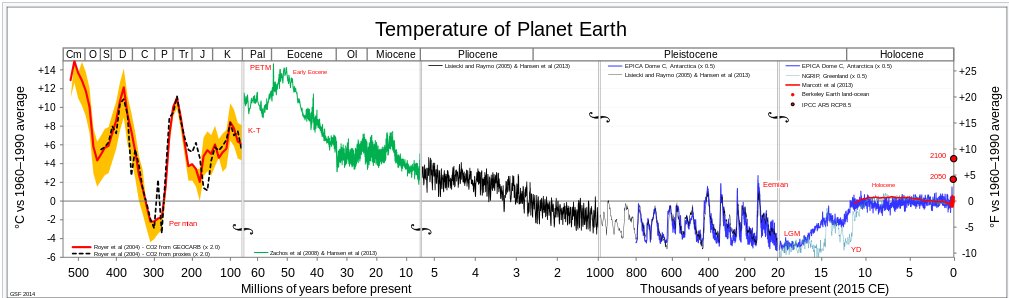 Temperature of Planet Earth
Cm O S D C P Tr J K Pal Eocene Ol Miocene Pliocene Pleistocene Holocene
PETM
Early Eocene
K-T
Permian
Royer et al (2004) - CO2 from GEOCARB (x 2.0)
Royer et al (2004) - CO2 from proxies (x 2.0)
Zachos et al (2008) & Hansen et al (2013)
Lisiecki and Raymo (2005) & Hansen et al (2013)
EPICA Dome C, Antarctica (x 0.5)
Lisiecki and Raymo (2005) & Hansen et al (2013)
EPICA Dome C, Antarctica (x 0.5)
NGRIP, Greenland (x 0.5)
Marcott et al (2013)
Berkeley Earth land-ocean
IPCC AR5 RCP8.5
Eemian
LGM
YD
Holocene
2100
2050
°C vs 1960–1990 average
+14
+12
+10
+8
+6
+4
+2
0
-2
-4
-6
+25
+20
+15
+10
+5
0
-5
-10
°F vs 1960–1990 average
500 400 300 200 100 60 50 40 30 20 10 5 4 3 2 1000 800 600 400 200 20 15 10 5 0
Millions of years before present
Thousands of years before present (2015 CE)
GSF 2014